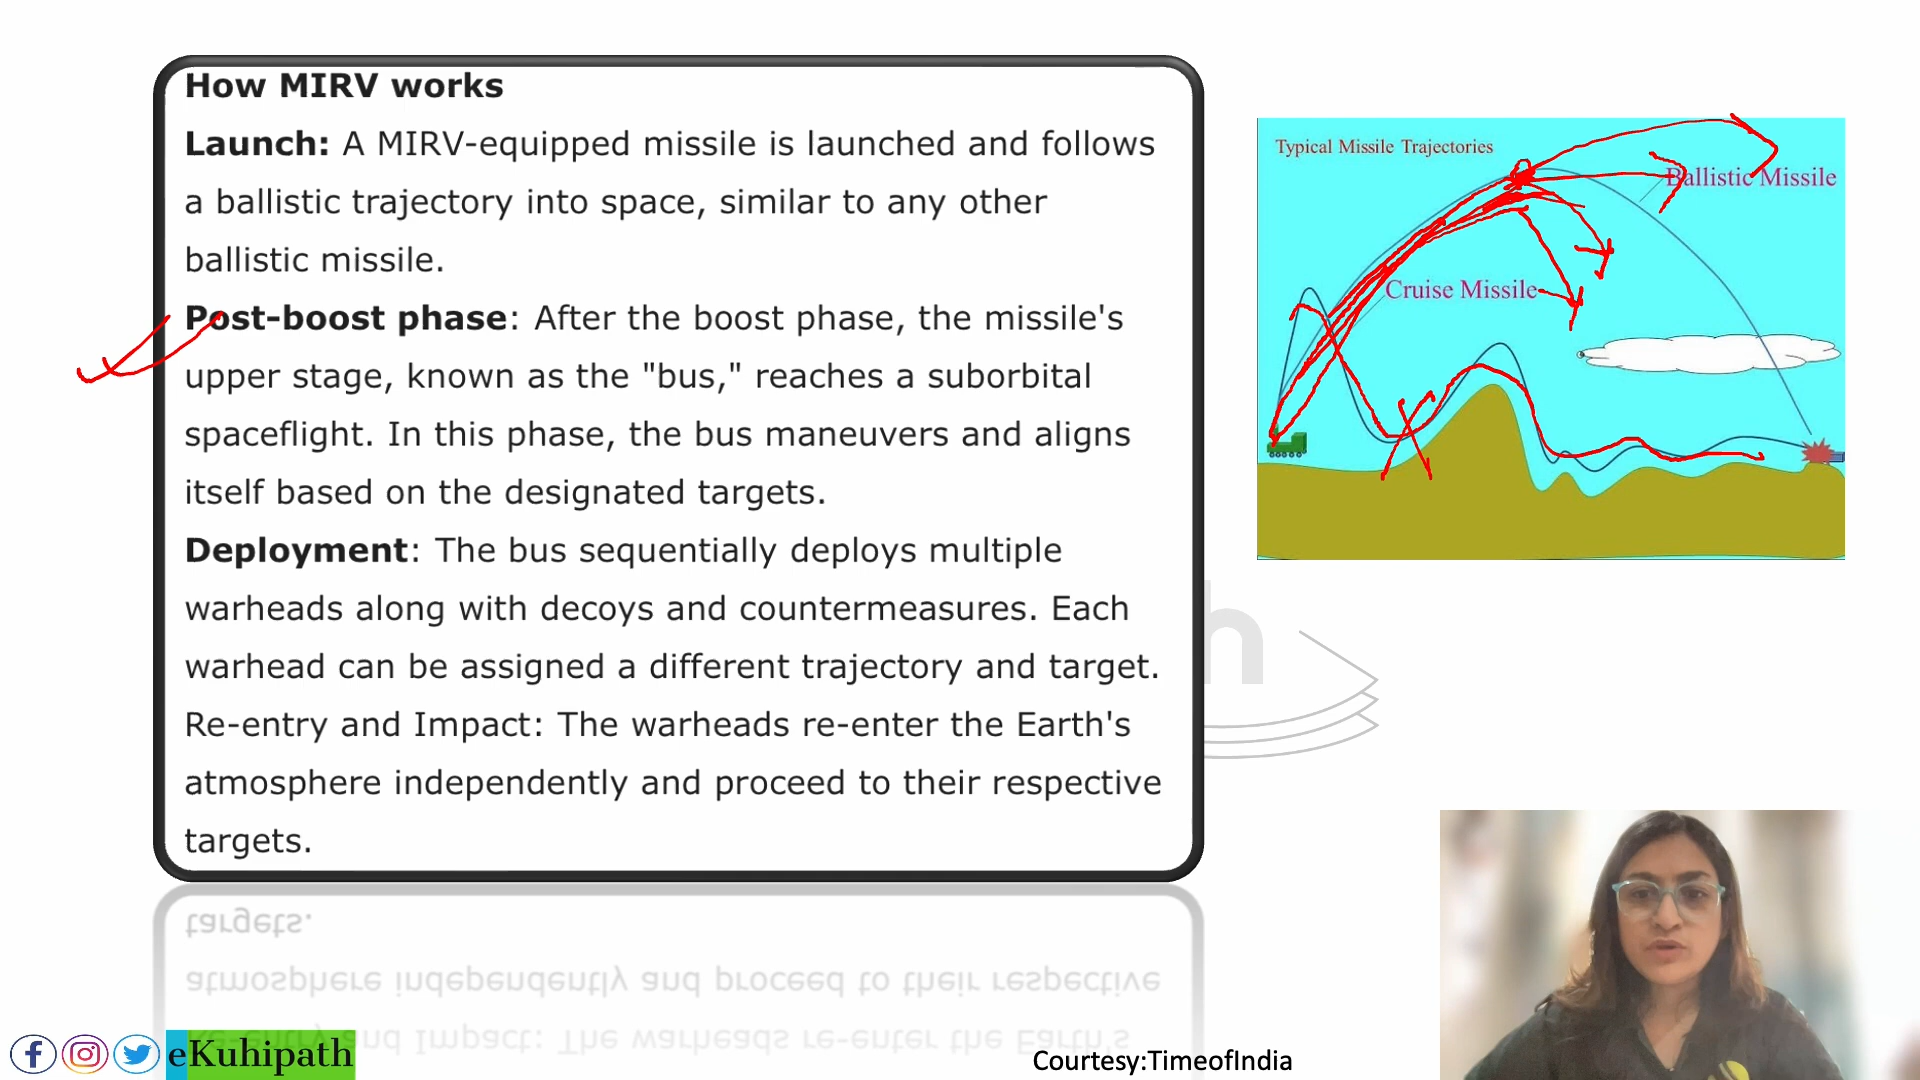 How MIRV works
Launch: A MIRV-equipped missile is launched and follows
a ballistic trajectory into space, similar to any other
ballistic missile.
Post-boost phase: After the boost phase, the missile's
upper stage, known as the "bus," reaches a suborbital
spaceflight. In this phase, the bus maneuvers and aligns
itself based on the designated targets.
Deployment: The bus sequentially deploys multiple
warheads along with decoys and countermeasures. Each
warhead can be assigned a different trajectory and target.
Re-entry and Impact: The warheads re-enter the Earth's
atmosphere independently and proceed to their respective
targets.
Typical Missile Trajectories
Ballistic Missile
Cruise Missile
h
eKuhipath
Courtesy:TimeofIndia